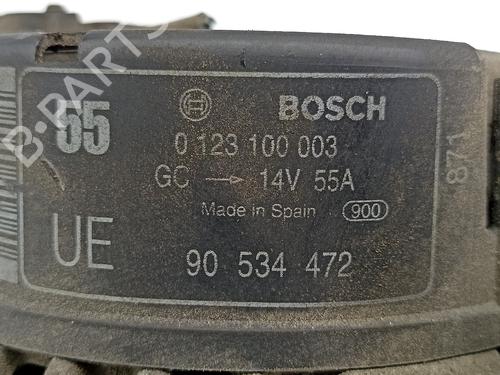 55 BOSCH
0 123 100 003
GC → 14V 55A
Made in Spain 900
UE 90 534 472
871
B-PARTS